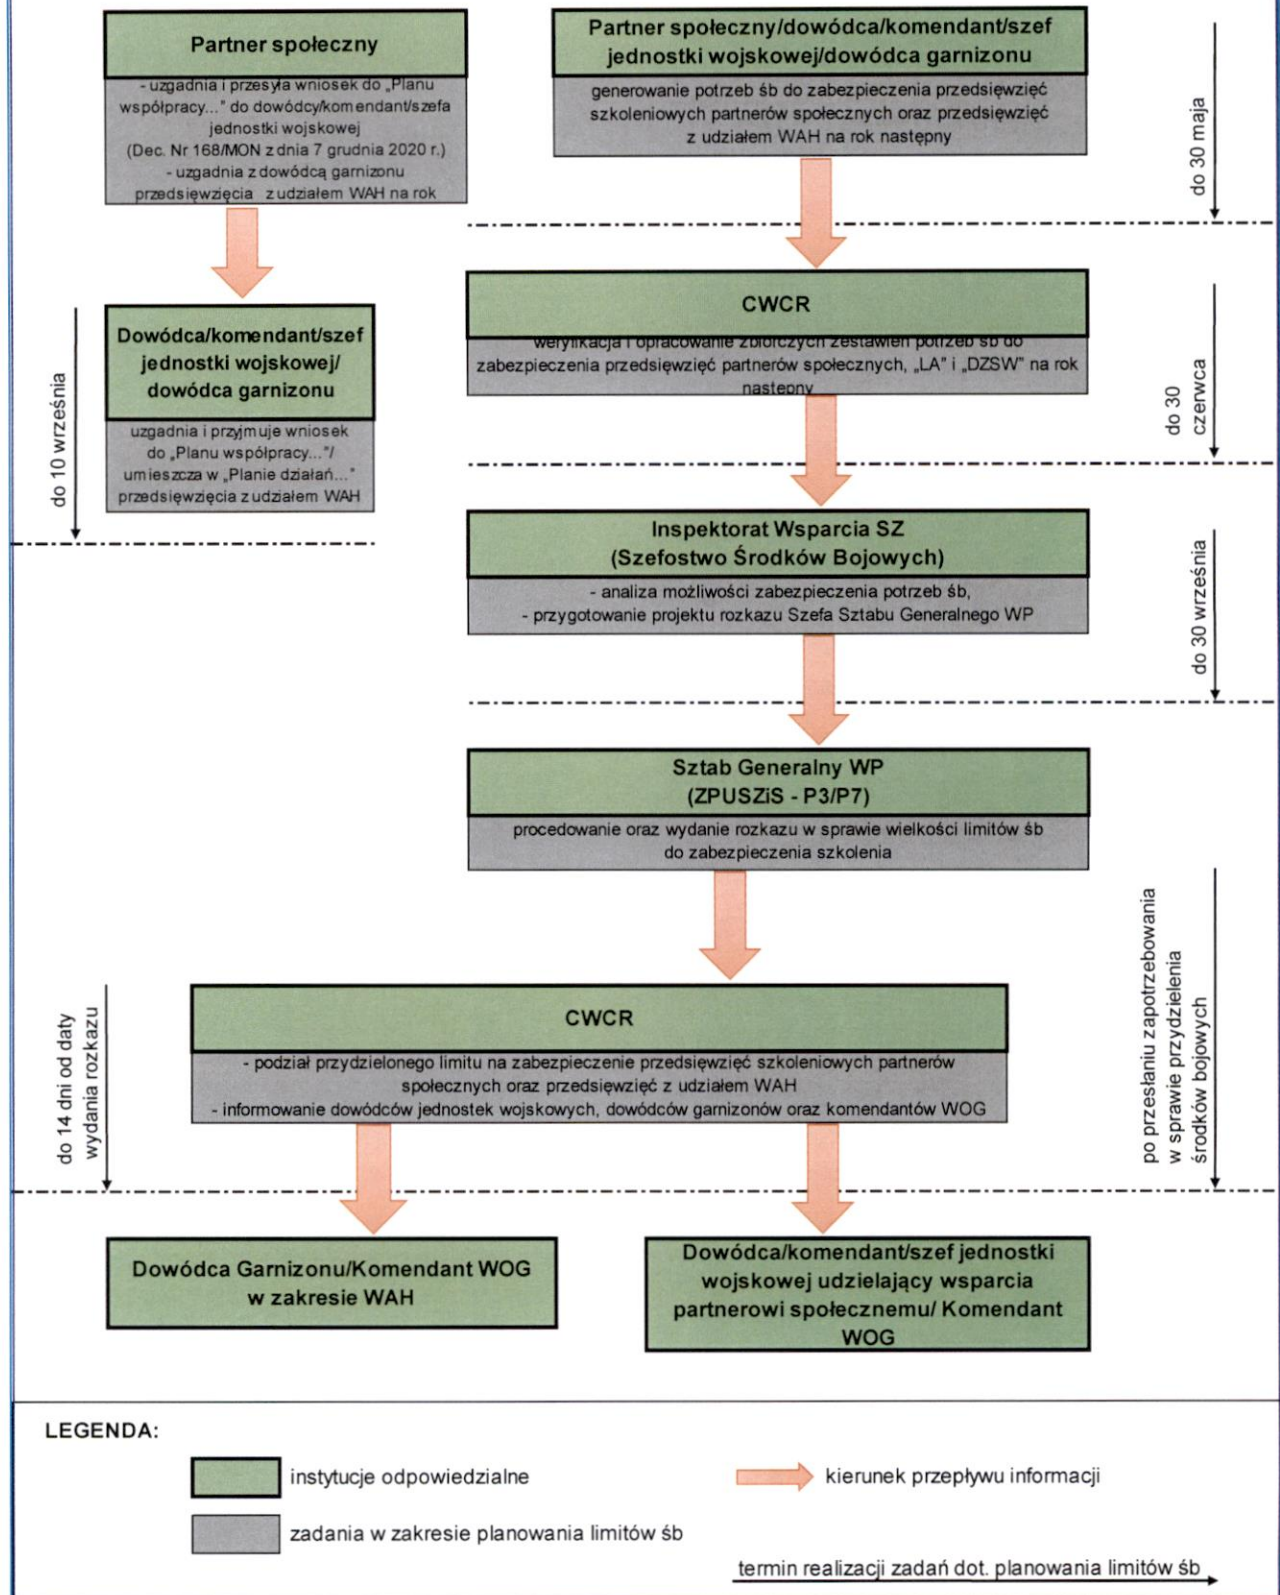 Partner społeczny
- uzgadnia i przesyła wniosek do „Planu
współpracy...” do dowódcy/komendant/szefa
jednostki wojskowej
(Dec. Nr 168/MON z dnia 7 grudnia 2020 r.)
- uzgadnia z dowódcą garnizonu
przedsięwzięcia z udziałem WAH na rok
Partner społeczny/dowódca/komendant/szef
jednostki wojskowej/dowódca garnizonu
generowanie potrzeb śb do zabezpieczenia przedsięwzięć
szkoleniowych partnerów społecznych oraz przedsięwzięć
z udziałem WAH na rok następny
do 30 maja
Dowódca/komendant/szef
jednostki wojskowej/
dowódca garnizonu
uzgadnia i przyjmuje wniosek
do „Planu współpracy...”/
umieszcza w „Planie działań...”
przedsięwzięcia z udziałem WAH
do 10 września
CWCR
weryfikacja i opracowanie zbiorczych zestawień potrzeb śb do
zabezpieczenia przedsięwzięć partnerów społecznych, „LA” i „DZSW” na rok
następny
do 30
czerwca
Inspektorat Wsparcia SZ
(Szefostwo Środków Bojowych)
- analiza możliwości zabezpieczenia potrzeb śb,
- przygotowanie projektu rozkazu Szefa Sztabu Generalnego WP
do 30 września
Sztab Generalny WP
(ZPUSZiS - P3/P7)
procedowanie oraz wydanie rozkazu w sprawie wielkości limitów śb
do zabezpieczenia szkolenia
CWCR
- podział przydzielonego limitu na zabezpieczenie przedsięwzięć szkoleniowych partnerów
społecznych oraz przedsięwzięć z udziałem WAH
- informowanie dowódców jednostek wojskowych, dowódców garnizonów oraz komendantów WOG
do 14 dni od daty
wydania rozkazu
po przesłaniu zapotrzebowania
w sprawie przydzielenia
środków bojowych
Dowódca Garnizonu/Komendant WOG
w zakresie WAH
Dowódca/komendant/szef jednostki
wojskowej udzielający wsparcia
partnerowi społecznemu/ Komendant
WOG
LEGENDA:
instytucje odpowiedzialne
kierunek przepływu informacji
zadania w zakresie planowania limitów śb
termin realizacji zadań dot. planowania limitów śb